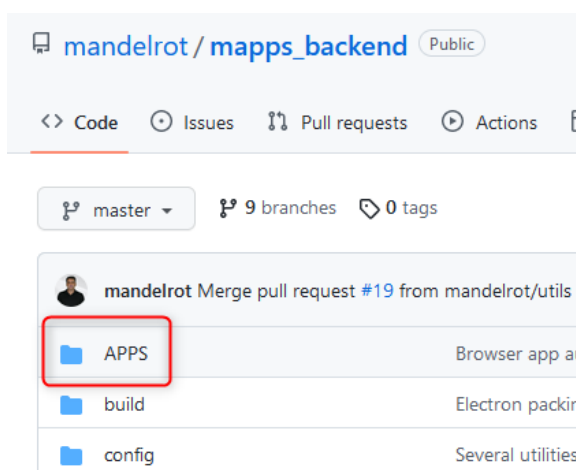 mandelrot / mapps_backend Public
Code Issues Pull requests Actions
master 9 branches 0 tags
mandelrot Merge pull request #19 from mandelrot/utils
APPS Browser app
build Electron
config Several utilities